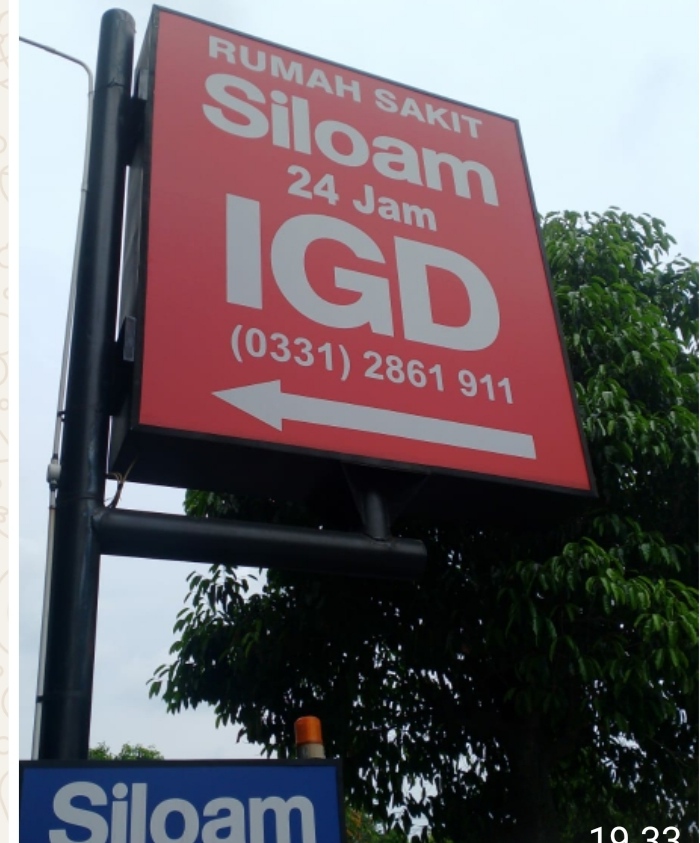 RUMAH SAKIT
Siloam
24 Jam
IGD
(0331) 2861 911
Siloam
19.33